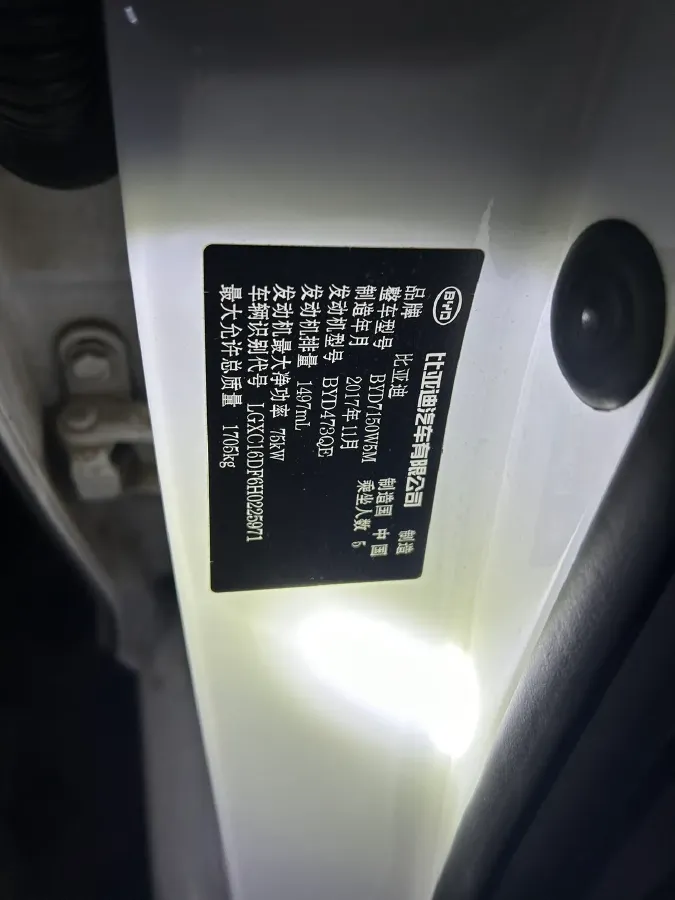 BYD 比亚迪汽车有限公司 制造
品牌 比亚迪 制造国 中国
整车型号 BYD7150W5M 乘坐人数 5
制造年月 2017年11月
发动机型号 BYD473QE
发动机排量 1497mL
发动机最大净功率 75kW
车辆识别代号 LGXC16DF6H0225971
最大允许总质量 1705kg